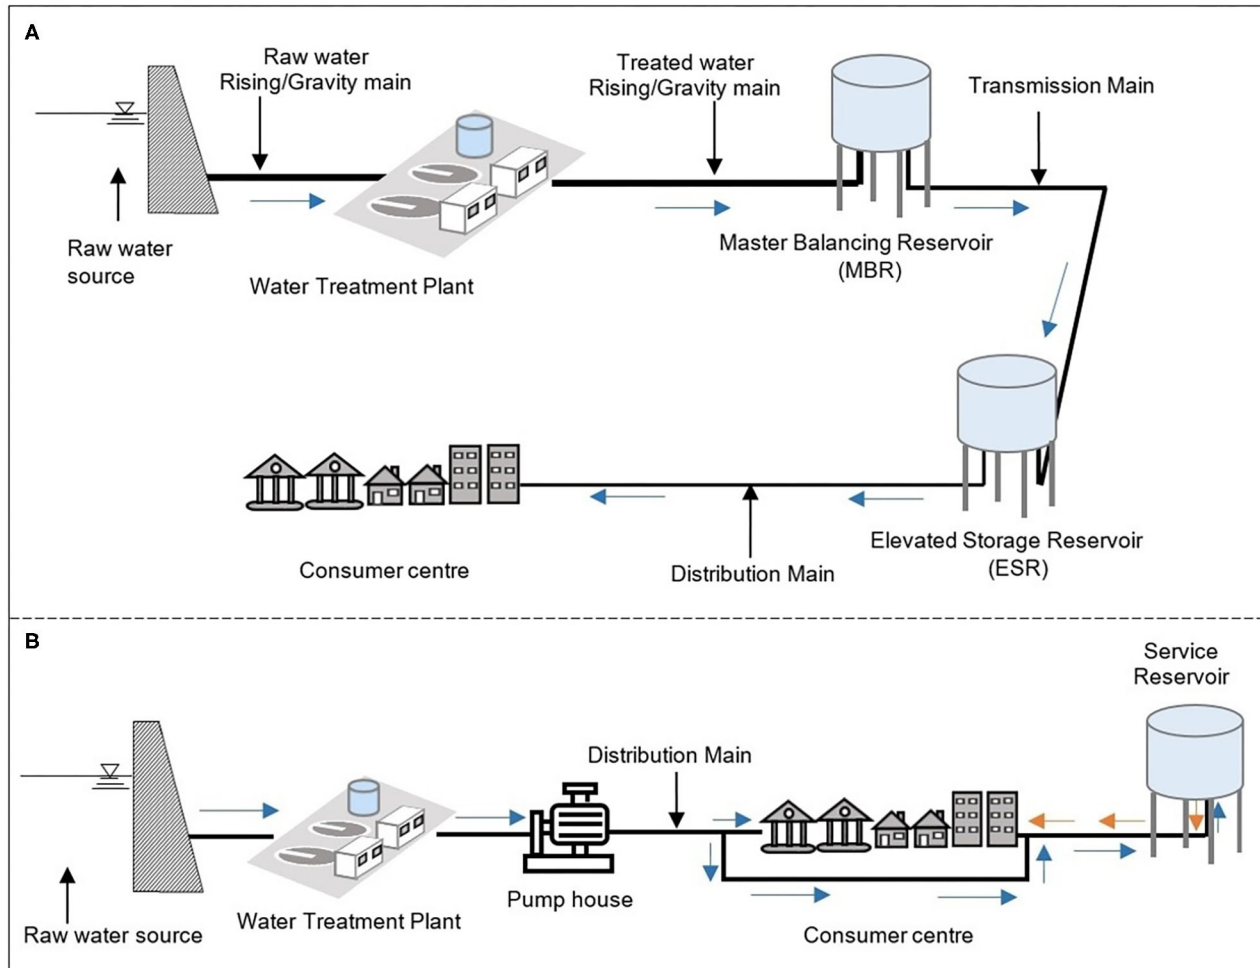 A
Raw water
Rising/Gravity main
Treated water
Rising/Gravity main
Transmission Main
Raw water
source
Water Treatment Plant
Master Balancing Reservoir
(MBR)
Elevated Storage Reservoir
(ESR)
Consumer centre
Distribution Main
B
Service
Reservoir
Distribution Main
Pump house
Water Treatment Plant
Raw water source
Consumer centre